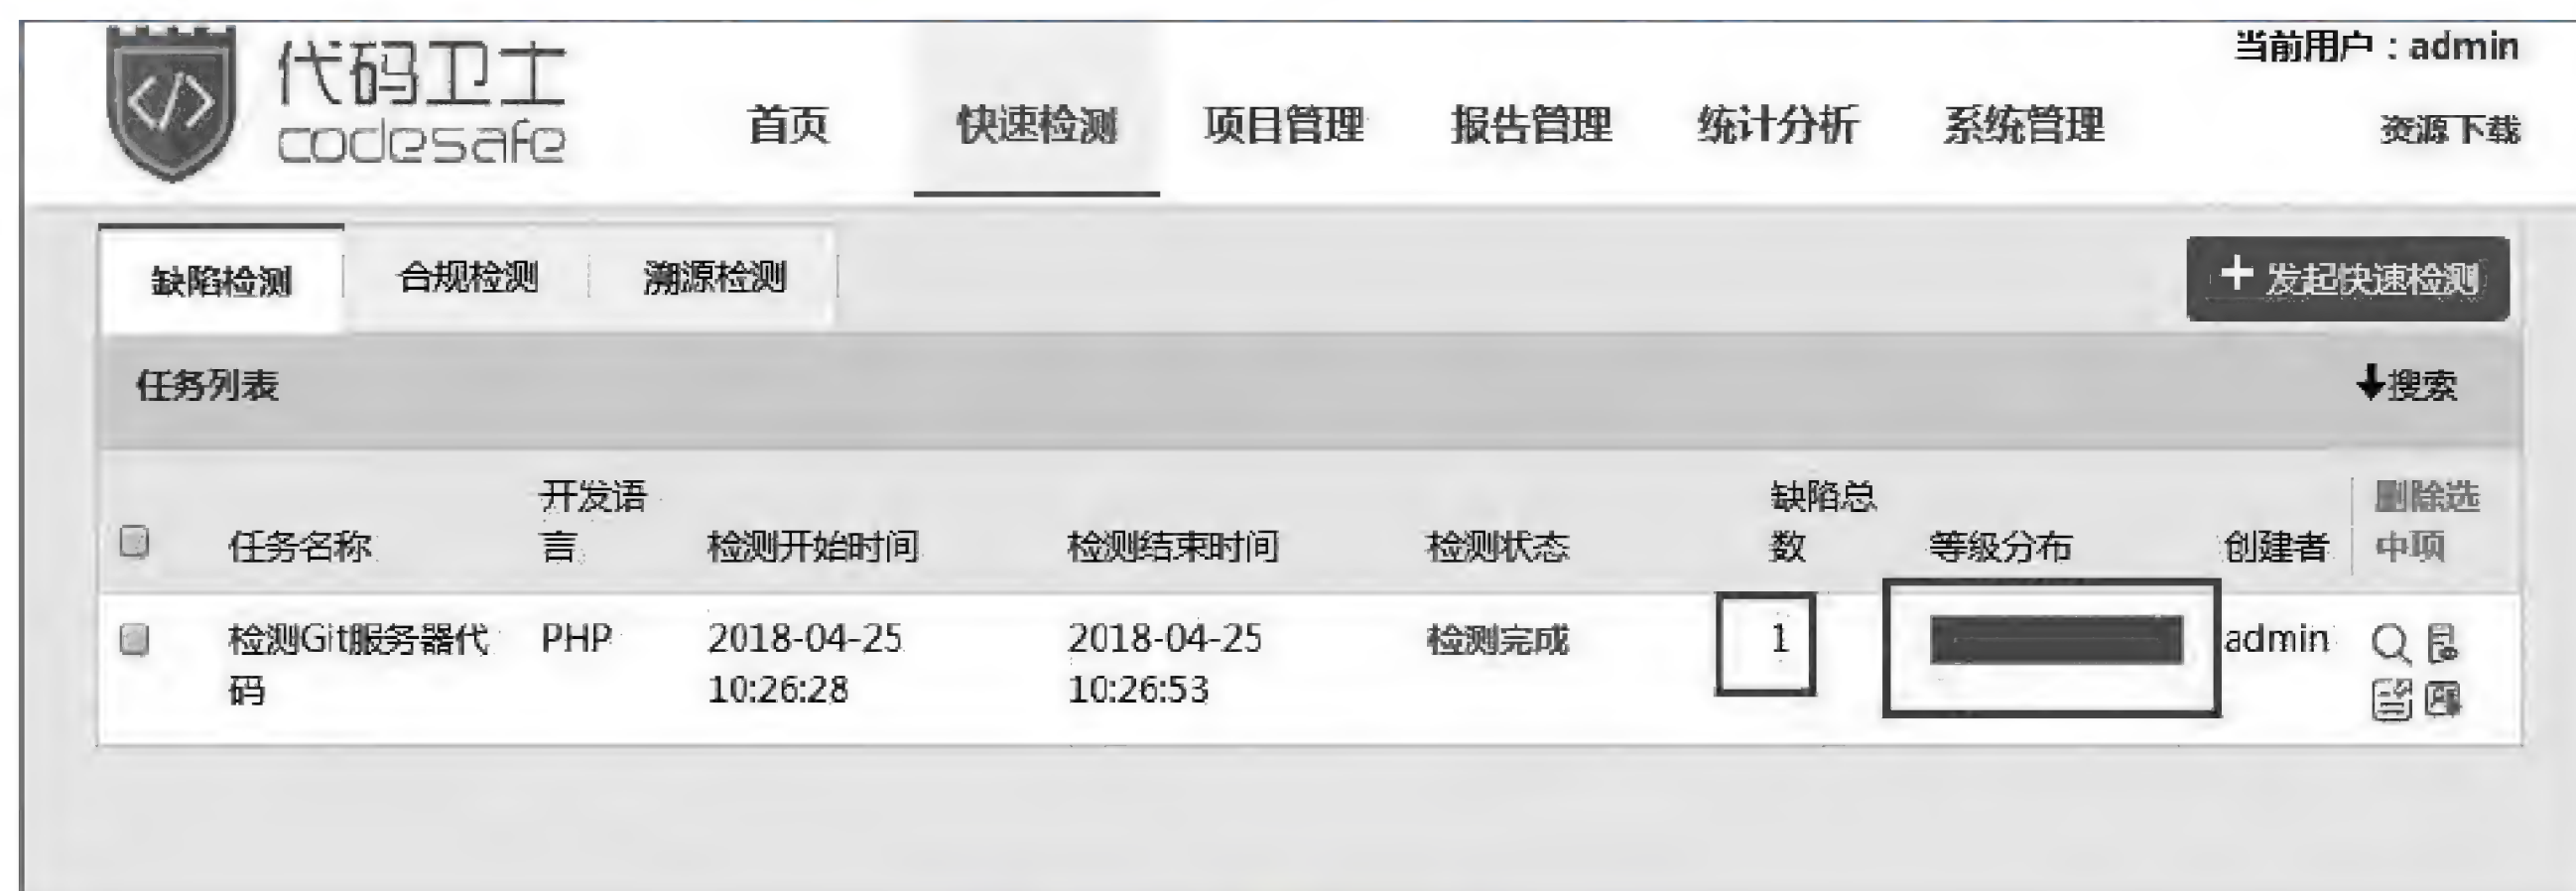 当前用户：admin
代码卫士
codesafe
首页 快速检测 项目管理 报告管理 统计分析 系统管理 资源下载
缺陷检测 合规检测 溯源检测 +发起快速检测
任务列表 搜索
任务名称 开发语言 检测开始时间 检测结束时间 检测状态 缺陷总数 等级分布 创建者 删除选中项
检测Git服务器代码 PHP 2018-04-25 10:26:28 2018-04-25 10:26:53 检测完成 1 admin